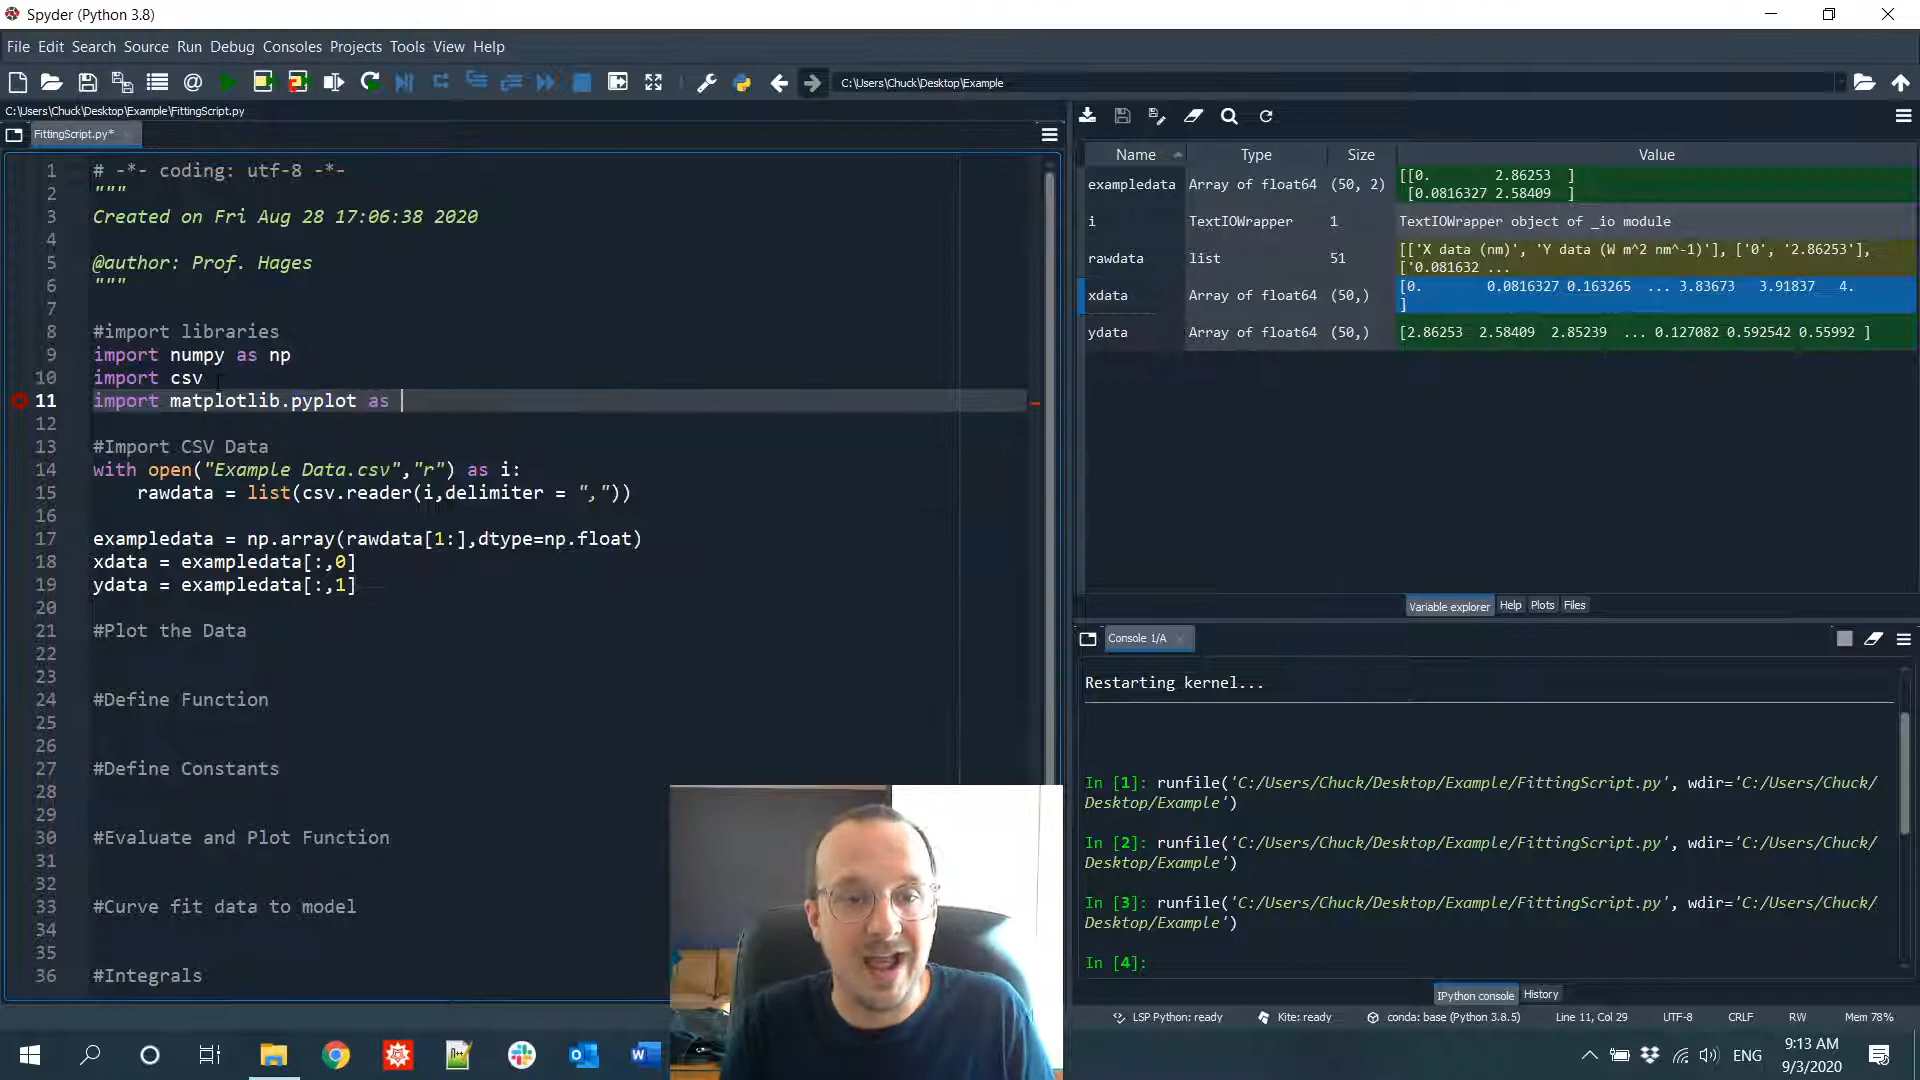 Spyder (Python 3.8)
File Edit Search Source Run Debug Consoles Projects Tools View Help
C:\Users\Chuck\Desktop\Example
C:\Users\Chuck\Desktop\Example\FittingScript.py
FittingScript.py*
1 # -*- coding: utf-8 -*-
2 """
3 Created on Fri Aug 28 17:06:38 2020
4
5 @author: Prof. Hages
6 """
7
8 #import libraries
9 import numpy as np
10 import csv
11 import matplotlib.pyplot as
12
13 #Import CSV Data
14 with open("Example Data.csv","r") as i:
15 rawdata = list(csv.reader(i,delimiter = ","))
16
17 exampledata = np.array(rawdata[1:],dtype=np.float)
18 xdata = exampledata[:,0]
19 ydata = exampledata[:,1]
20
21 #Plot the Data
22
23
24 #Define Function
25
26
27 #Define Constants
28
29
30 #Evaluate and Plot Function
31
32
33 #Curve fit data to model
34
35
36 #Integrals
Name Type Size Value
exampledata Array of float64 (50, 2) [[0. 2.86253 ]
[0.0816327 2.58409 ]
i TextIOWrapper 1 TextIOWrapper object of _io module
rawdata list 51 [['X data (nm)', 'Y data (W m^2 nm^-1)'], ['0', '2.86253'],
['0.081632 ...
xdata Array of float64 (50,) [0. 0.0816327 0.163265 ... 3.83673 3.91837 4.
]
ydata Array of float64 (50,) [2.86253 2.58409 2.85239 ... 0.127082 0.592542 0.55992 ]
Variable explorer Help Plots Files
Console 1/A
Restarting kernel...
In [1]: runfile('C:/Users/Chuck/Desktop/Example/FittingScript.py', wdir='C:/Users/Chuck/
Desktop/Example')
In [2]: runfile('C:/Users/Chuck/Desktop/Example/FittingScript.py', wdir='C:/Users/Chuck/
Desktop/Example')
In [3]: runfile('C:/Users/Chuck/Desktop/Example/FittingScript.py', wdir='C:/Users/Chuck/
Desktop/Example')
In [4]:
IPython console History
LSP Python: ready Kite: ready conda: base (Python 3.8.5) Line 11, Col 29 UTF-8 CRLF RW Mem 78%
ENG
9:13 AM
9/3/2020